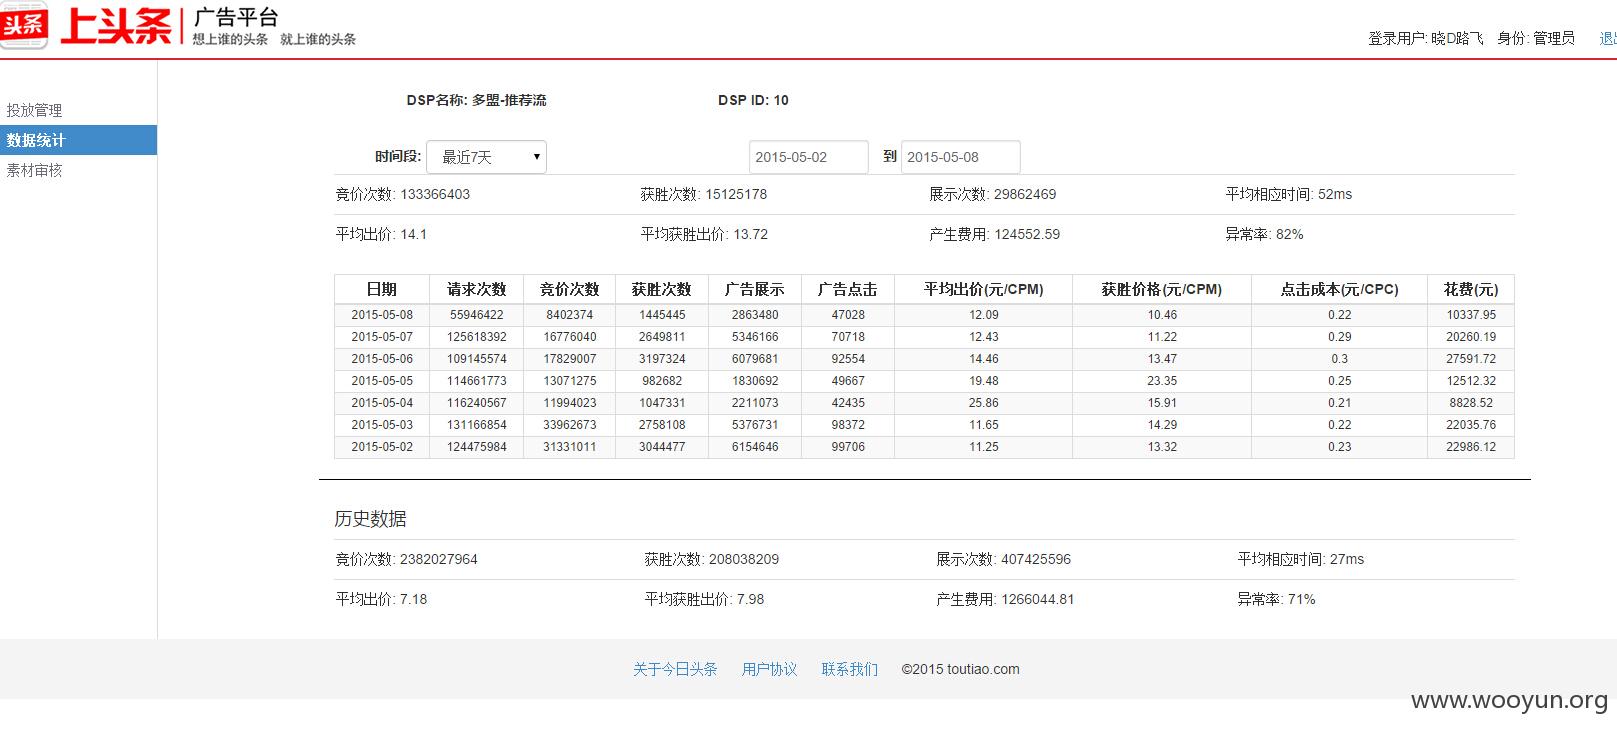 头条 上头条 广告平台
想上谁的头条 就上谁的头条
登录用户: 晓D路飞 身份: 管理员
投放管理
数据统计
素材审核
DSP名称: 多盟-推荐流 DSP ID: 10
时间段: 最近7天 2015-05-02 到 2015-05-08
竞价次数: 133366403 获胜次数: 15125178 展示次数: 29862469 平均相应时间: 52ms
平均出价: 14.1 平均获胜出价: 13.72 产生费用: 124552.59 异常率: 82%
日期 请求次数 竞价次数 获胜次数 广告展示 广告点击 平均出价(元/CPM) 获胜价格(元/CPM) 点击成本(元/CPC) 花费(元)
2015-05-08 55946422 8402374 1445445 2863480 47028 12.09 10.46 0.22 10337.95
2015-05-07 125618392 16776040 2649811 5346166 70718 12.43 11.22 0.29 20260.19
2015-05-06 109145574 17829007 3197324 6079681 92554 14.46 13.47 0.3 27591.72
2015-05-05 114661773 13071275 982682 1830692 49667 19.48 23.35 0.25 12512.32
2015-05-04 116240567 11994023 1047331 2211073 42435 25.86 15.91 0.21 8828.52
2015-05-03 131166854 33962673 2758108 5376731 98372 11.65 14.29 0.22 22035.76
2015-05-02 124475984 31331011 3044477 6154646 99706 11.25 13.32 0.23 22986.12
历史数据
竞价次数: 2382027964 获胜次数: 208038209 展示次数: 407425596 平均相应时间: 27ms
平均出价: 7.18 平均获胜出价: 7.98 产生费用: 1266044.81 异常率: 71%
关于今日头条 用户协议 联系我们 ©2015 toutiao.com
www.wooyun.org